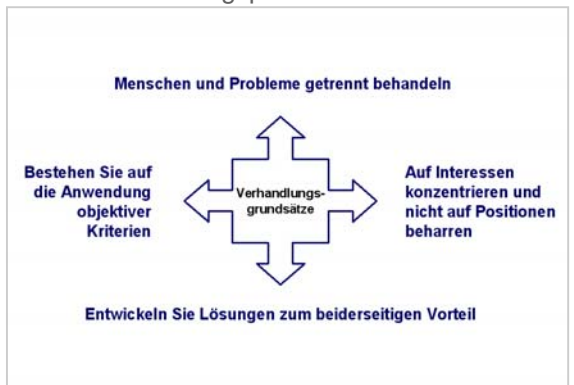 Menschen und Probleme getrennt behandeln
Bestehen Sie auf
die Anwendung
objektiver
Kriterien
Verhandlungs-
grundsätze
Auf Interessen
konzentrieren und
nicht auf Positionen
beharren
Entwickeln Sie Lösungen zum beiderseitigen Vorteil